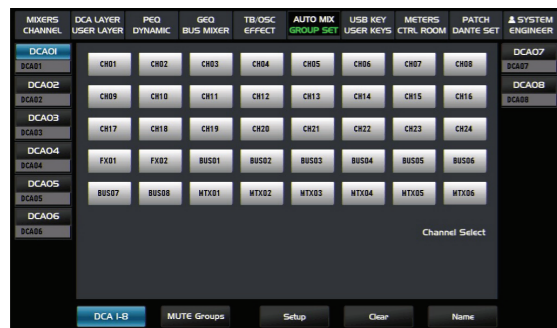 MIXERS DCA LAYER PEQ GEQ TB/OSC AUTO MIX USB KEY METERS PATCH SYSTEM
CHANNEL USER LAYER DYNAMIC BUS MIXER EFFECT GROUP SET USER KEYS CTRL ROOM DANTE SET ENGINEER
DCA01
DCA01
DCA02
DCA02
DCA03
DCA03
DCA04
DCA04
DCA05
DCA05
DCA06
DCA06
CH01 CH02 CH03 CH04 CH05 CH06 CH07 CH08
CH09 CH10 CH11 CH12 CH13 CH14 CH15 CH16
CH17 CH18 CH19 CH20 CH21 CH22 CH23 CH24
FX01 FX02 BUS01 BUS02 BUS03 BUS04 BUS05 BUS06
BUS07 BUS08 MTX01 MTX02 MTX03 MTX04 MTX05 MTX06
Channel Select
DCA07
DCA07
DCA08
DCA08
DCA 1-8 MUTE Groups Setup Clear Name